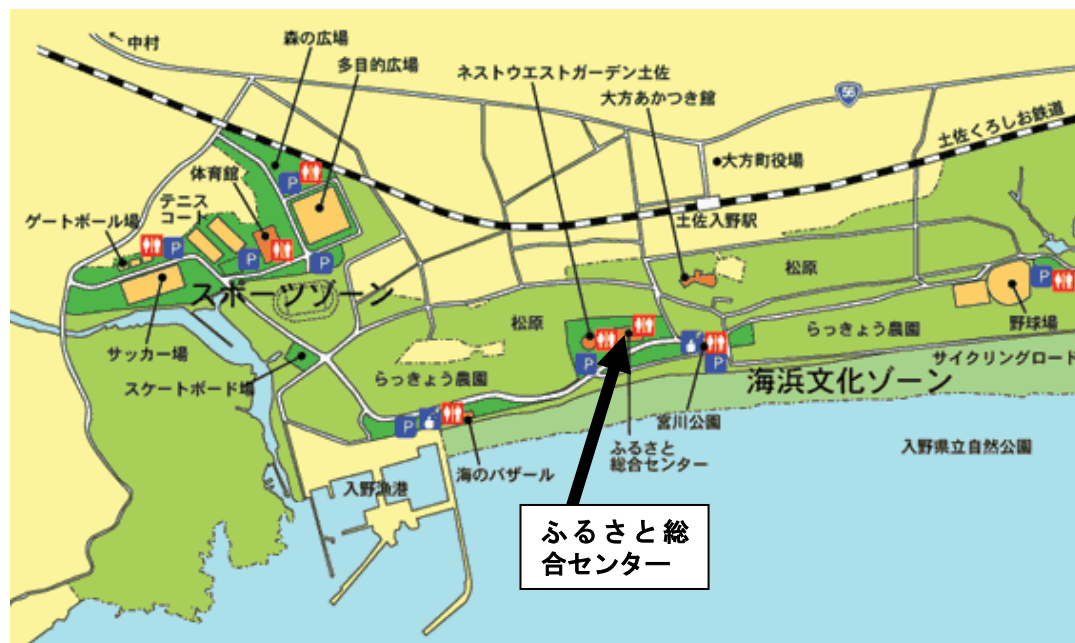 中村
森の広場
多目的広場
ネストウエストガーデン土佐
大方あかつき館
56
土佐くろしお鉄道
大方町役場
体育館
P
テニス
コート
ゲートボール場
P
P
P
土佐入野駅
松原
スポーツゾーン
松原
サッカー場
らっきょう農園
野球場
P
スケートボード場
らっきょう農園
P
P
サイクリングロード
海浜文化ゾーン
P
宮川公園
入野県立自然公園
ふるさと
総合センター
海のバザール
入野漁港
ふるさと総
合センター